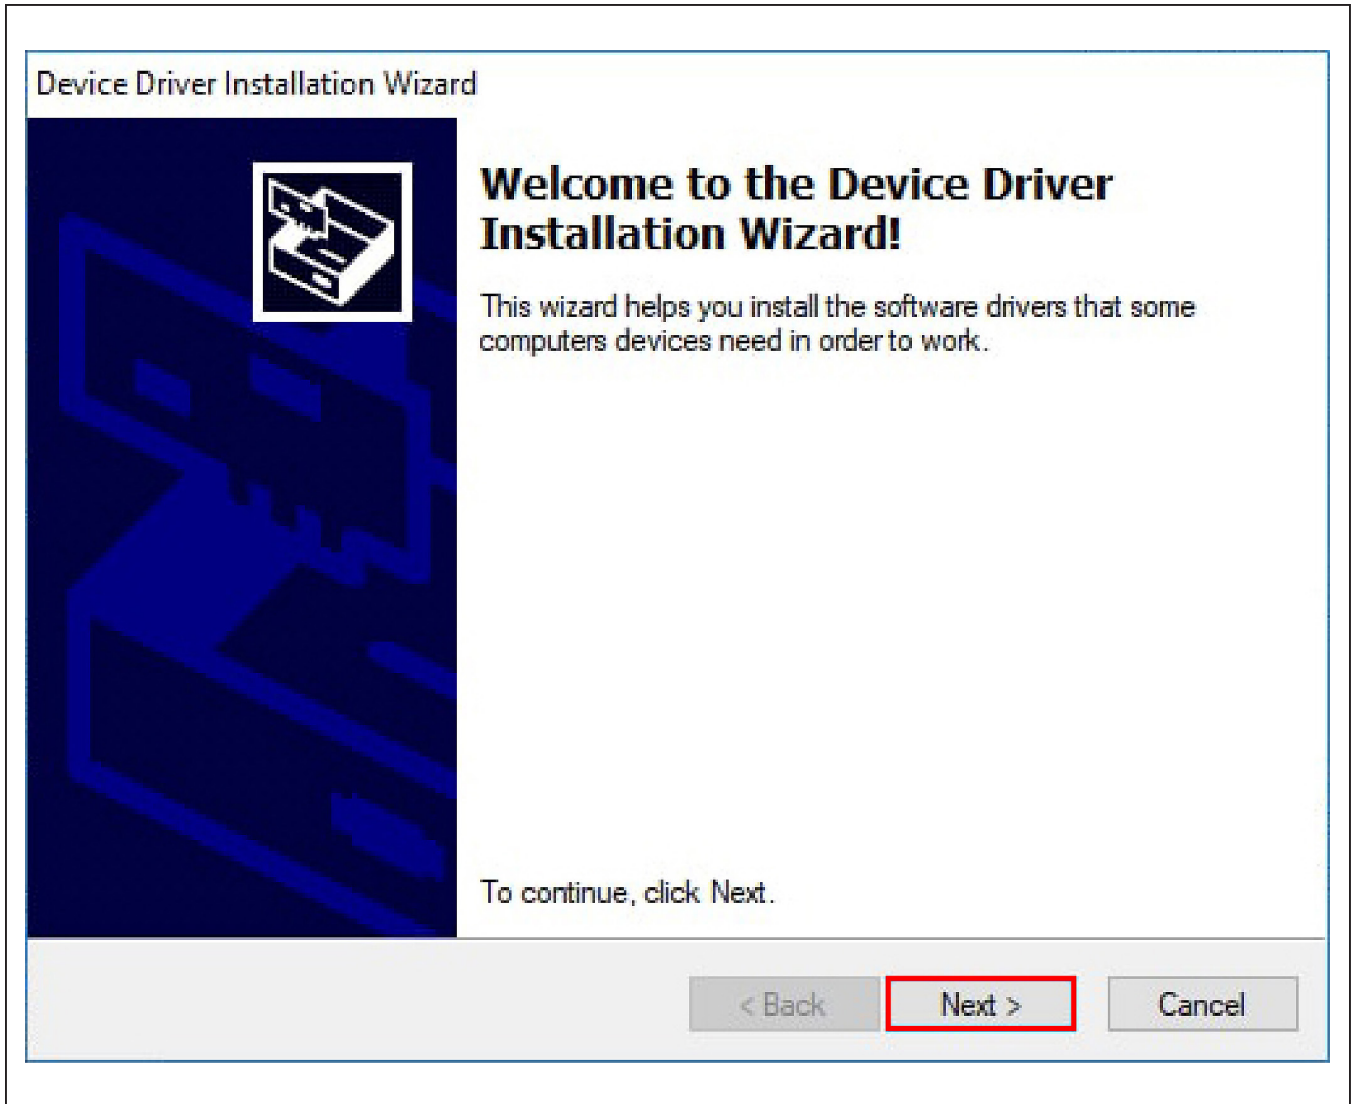 Device Driver Installation Wizard
Welcome to the Device Driver
Installation Wizard!
This wizard helps you install the software drivers that some
computers devices need in order to work.
To continue, click Next.
< Back
Next >
Cancel